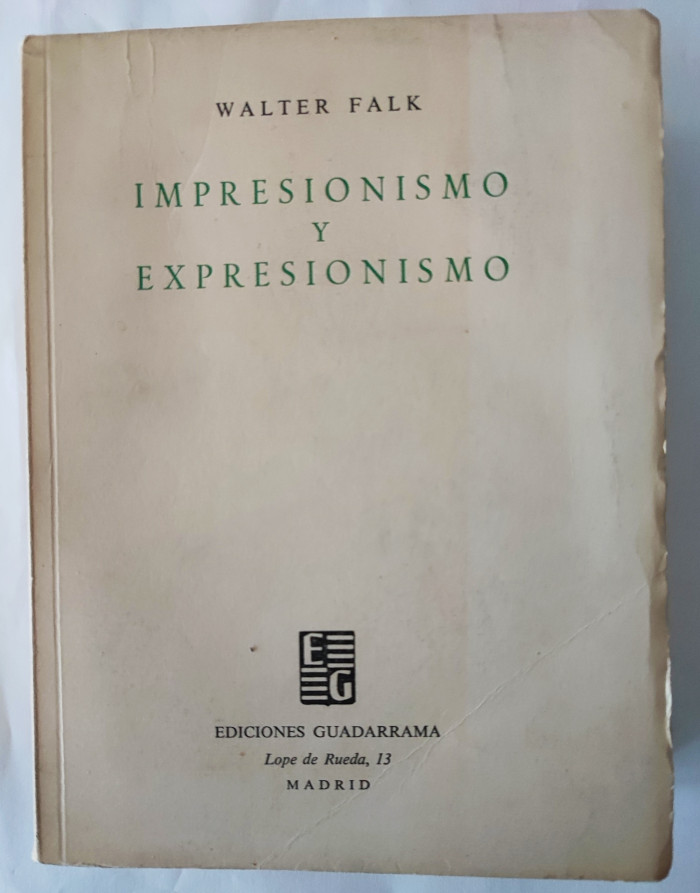 WALTER FALK
IMPRESIONISMO
Y
EXPRESIONISMO
EG
EDICIONES GUADARRAMA
Lope de Rueda, 13
MADRID